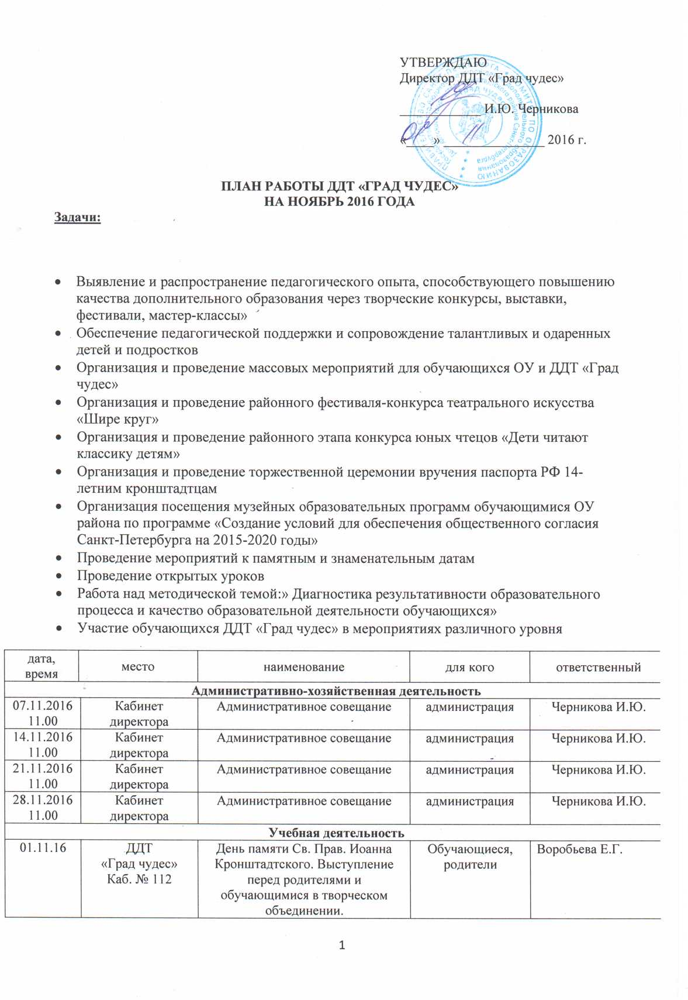 УТВЕРЖДАЮ
Директор ДДТ «Град чудес»
____________ И.Ю. Черникова
«____» _______________ 2016 г.
ПЛАН РАБОТЫ ДДТ «ГРАД ЧУДЕС»
НА НОЯБРЬ 2016 ГОДА
Задачи:
• Выявление и распространение педагогического опыта, способствующего повышению
качества дополнительного образования через творческие конкурсы, выставки,
фестивали, мастер-классы»
• Обеспечение педагогической поддержки и сопровождение талантливых и одаренных
детей и подростков
• Организация и проведение массовых мероприятий для обучающихся ОУ и ДДТ «Град
чудес»
• Организация и проведение районного фестиваля-конкурса театрального искусства
«Шире круг»
• Организация и проведение районного этапа конкурса юных чтецов «Дети читают
классику детям»
• Организация и проведение торжественной церемонии вручения паспорта РФ 14-
летним кронштадтцам
• Организация посещения музейных образовательных программ обучающимися ОУ
района по программе «Создание условий для обеспечения общественного согласия
Санкт-Петербурга на 2015-2020 годы»
• Проведение мероприятий к памятным и знаменательным датам
• Проведение открытых уроков
• Работа над методической темой:» Диагностика результативности образовательного
процесса и качество образовательной деятельности обучающихся»
• Участие обучающихся ДДТ «Град чудес» в мероприятиях различного уровня
дата, место наименование для кого ответственный
время
Административно-хозяйственная деятельность
07.11.2016 Кабинет Административное совещание администрация Черникова И.Ю.
11.00 директора
14.11.2016 Кабинет Административное совещание администрация Черникова И.Ю.
11.00 директора
21.11.2016 Кабинет Административное совещание администрация Черникова И.Ю.
11.00 директора
28.11.2016 Кабинет Административное совещание администрация Черникова И.Ю.
11.00 директора
Учебная деятельность
01.11.16 ДДТ День памяти Св. Прав. Иоанна Обучающиеся, Воробьева Е.Г.
«Град чудес» Кронштадтского. Выступление родители
Каб. № 112 перед родителями и
обучающимися в творческом
объединении.
1